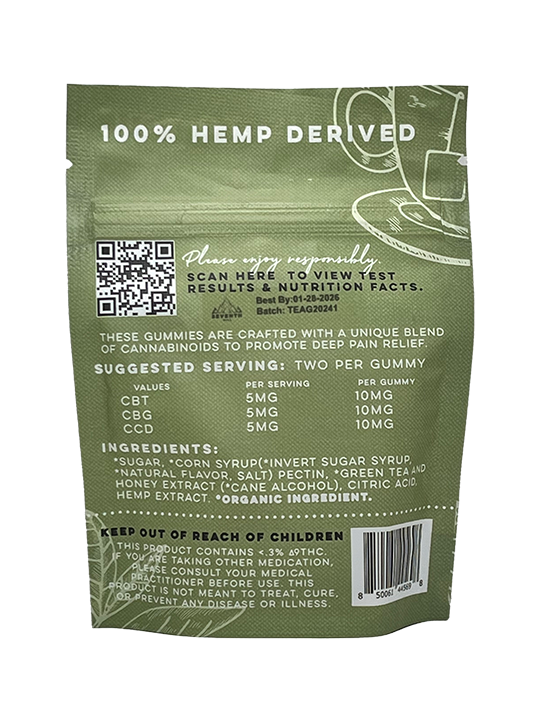 100% HEMP DERIVED
Please enjoy responsibly.
SCAN HERE TO VIEW TEST
RESULTS & NUTRITION FACTS.
Best By:01-28-2026
Batch: TEAG20241
SEVENTH
THESE GUMMIES ARE CRAFTED WITH A UNIQUE BLEND
OF CANNABINOIDS TO PROMOTE DEEP PAIN RELIEF.
SUGGESTED SERVING: TWO PER GUMMY
VALUES PER SERVING PER GUMMY
CBT 5MG 10MG
CBG 5MG 10MG
CCD 5MG 10MG
INGREDIENTS:
*SUGAR, *CORN SYRUP(*INVERT SUGAR SYRUP,
*NATURAL FLAVOR, SALT) PECTIN, *GREEN TEA AND
HONEY EXTRACT (*CANE ALCOHOL), CITRIC ACID.
HEMP EXTRACT. *ORGANIC INGREDIENT.
KEEP OUT OF REACH OF CHILDREN
THIS PRODUCT CONTAINS <.3% Δ9THC.
IF YOU ARE TAKING OTHER MEDICATION,
PLEASE CONSULT YOUR MEDICAL
PRACTITIONER BEFORE USE. THIS
PRODUCT IS NOT MEANT TO TREAT, CURE,
OR PREVENT ANY DISEASE OR ILLNESS.
8 50061 44569 8